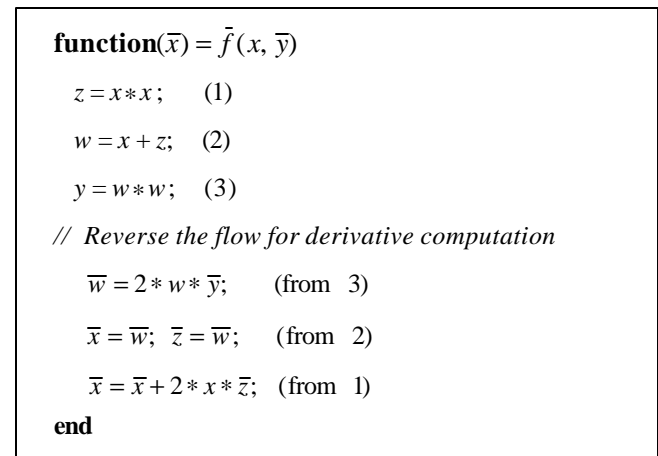 function(x̄) = f̄(x, ȳ)
z = x∗x; (1)
w = x + z; (2)
y = w∗w; (3)
// Reverse the flow for derivative computation
w̄ = 2∗w∗ȳ; (from 3)
x̄ = w̄; z̄ = w̄; (from 2)
x̄ = x̄ + 2∗x∗z̄; (from 1)
end